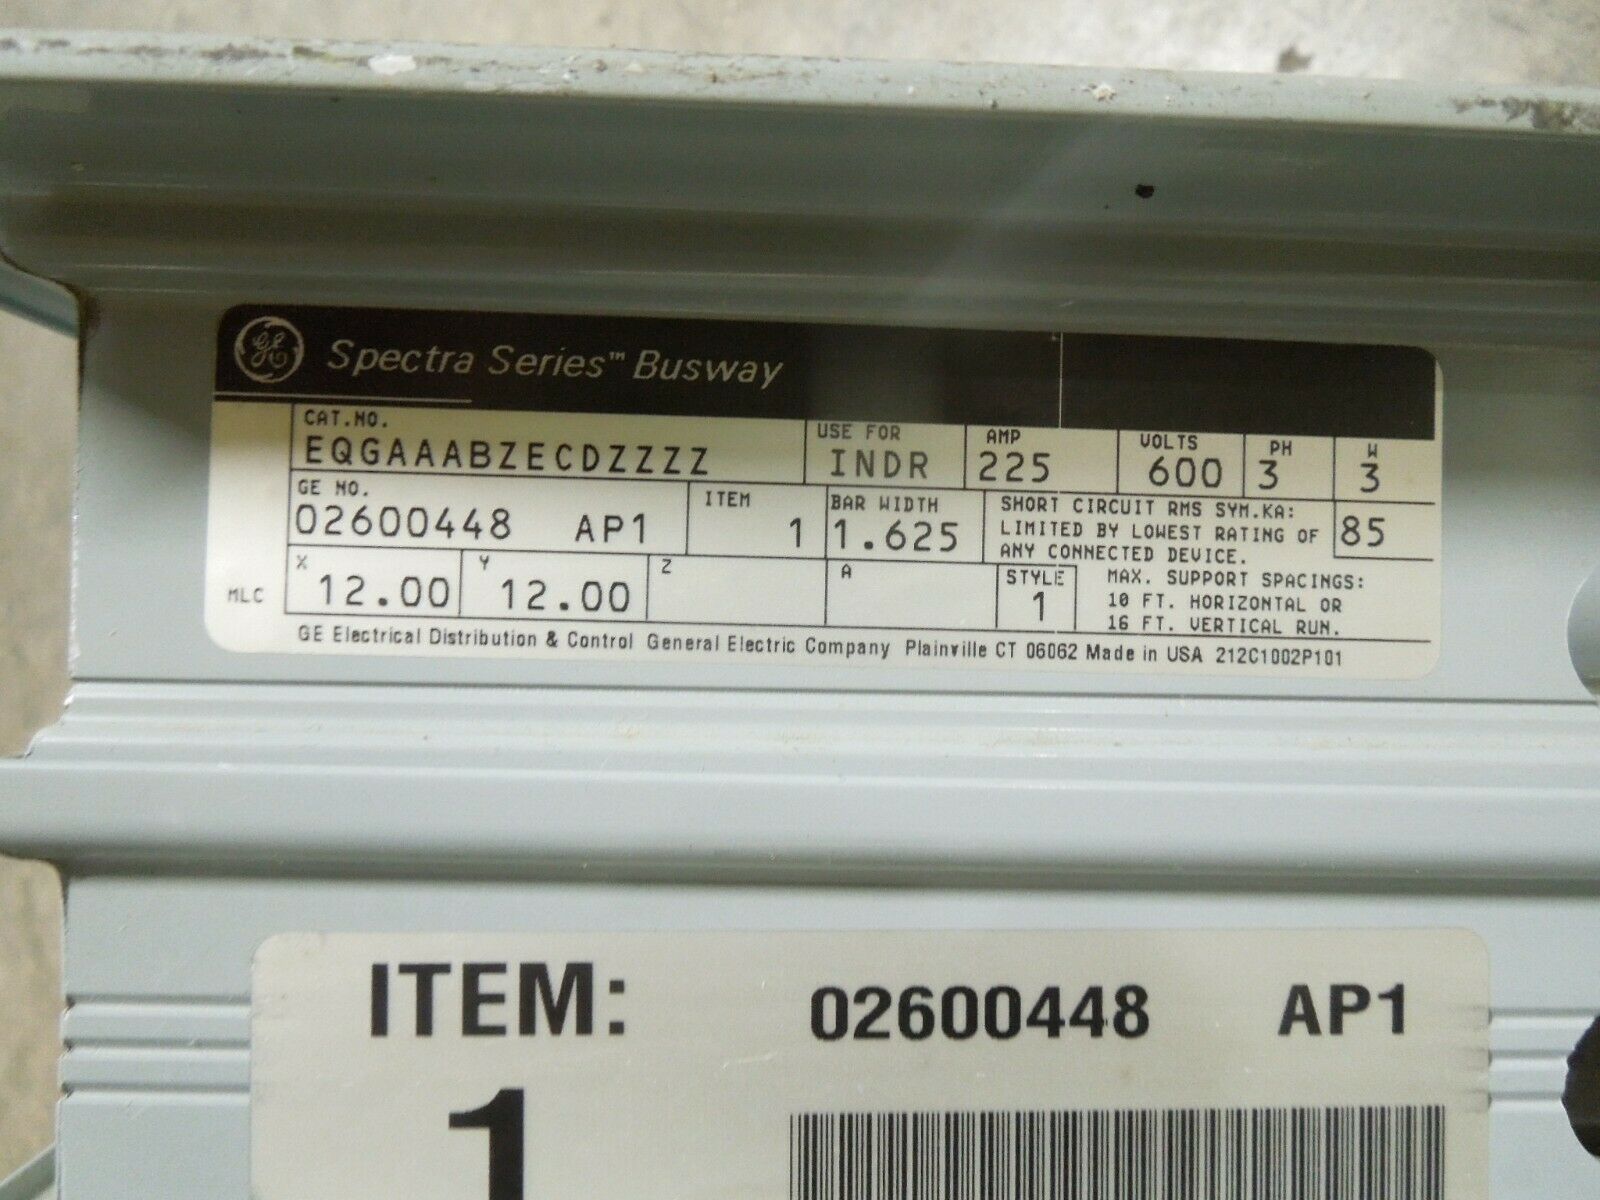 GE Spectra Series™ Busway
CAT.NO. USE FOR AMP VOLTS PH W
EQGAAABZECDZZZZ INDR 225 600 3 3
GE NO. ITEM BAR WIDTH SHORT CIRCUIT RMS SYM.KA:
02600448 AP1 1 1.625 LIMITED BY LOWEST RATING OF 85
ANY CONNECTED DEVICE.
X Y Z A STYLE MAX. SUPPORT SPACINGS:
MLC 12.00 12.00 1 10 FT. HORIZONTAL OR
16 FT. VERTICAL RUN.
GE Electrical Distribution & Control General Electric Company Plainville CT 06062 Made in USA 212C1002P101
ITEM: 02600448 AP1
1